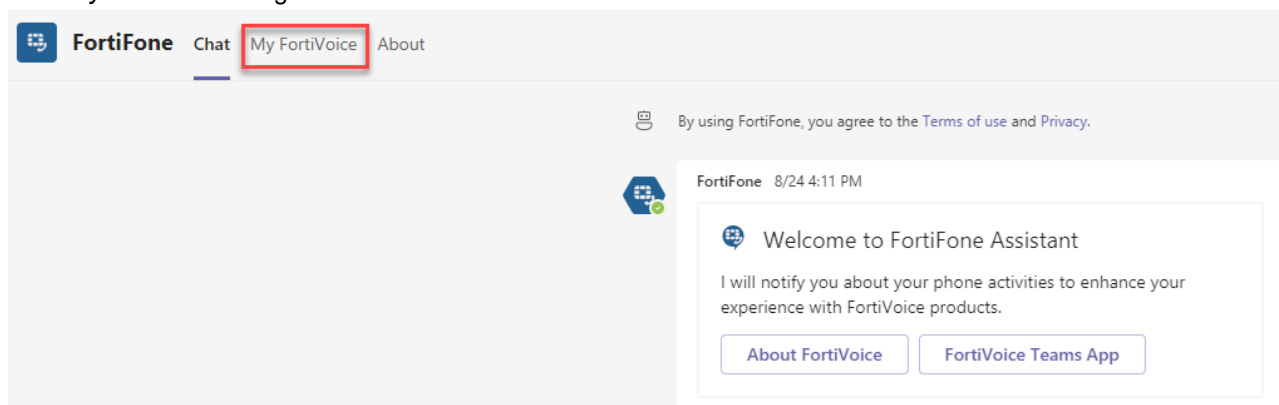 FortiFone Chat My FortiVoice About
By using FortiFone, you agree to the Terms of use and Privacy.
FortiFone 8/24 4:11 PM
Welcome to FortiFone Assistant
I will notify you about your phone activities to enhance your
experience with FortiVoice products.
About FortiVoice FortiVoice Teams App